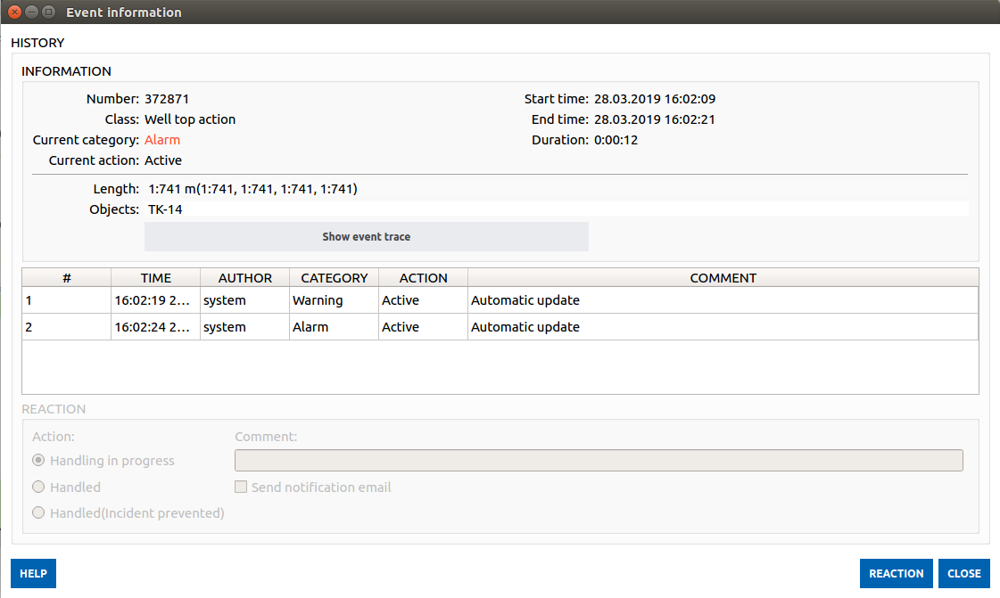 Event information
HISTORY
INFORMATION
Number: 372871
Start time: 28.03.2019 16:02:09
Class: Well top action
End time: 28.03.2019 16:02:21
Current category: Alarm
Duration: 0:00:12
Current action: Active
Length: 1:741 m(1:741, 1:741, 1:741, 1:741)
Objects: TK-14
Show event trace
# TIME AUTHOR CATEGORY ACTION COMMENT
1 16:02:19 2... system Warning Active Automatic update
2 16:02:24 2... system Alarm Active Automatic update
REACTION
Action: Comment:
Handling in progress
Handled Send notification email
Handled(Incident prevented)
HELP REACTION CLOSE